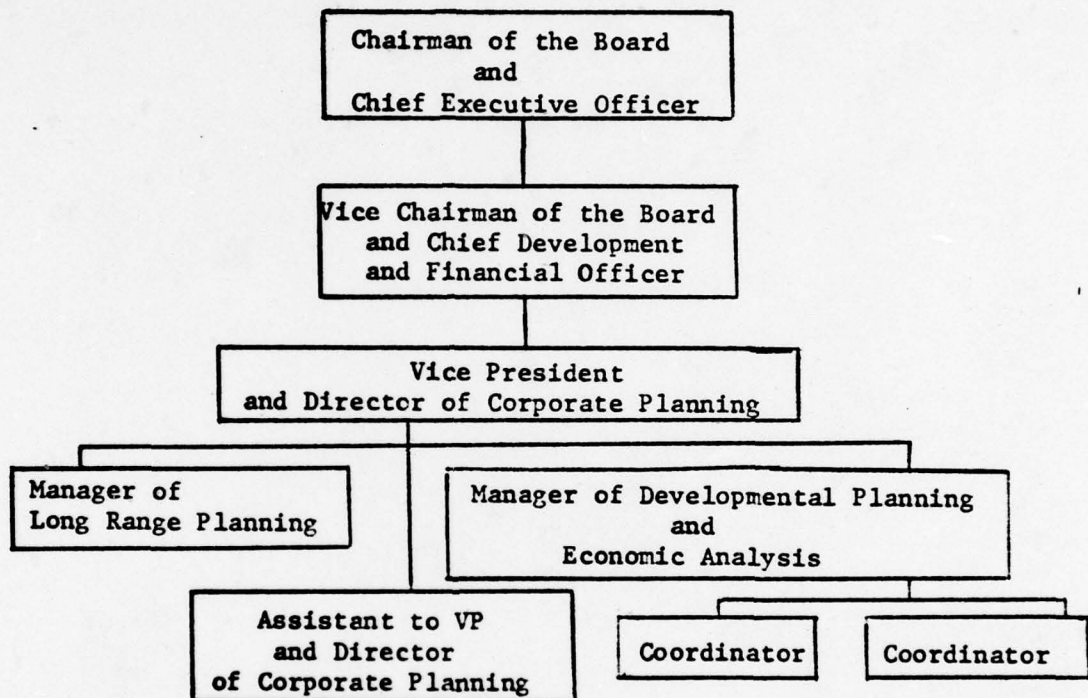 Chairman of the Board
and
Chief Executive Officer
Vice Chairman of the Board
and Chief Development
and Financial Officer
Vice President
and Director of Corporate Planning
Manager of
Long Range Planning
Manager of Developmental Planning
and
Economic Analysis
Assistant to VP
and Director
of Corporate Planning
Coordinator
Coordinator